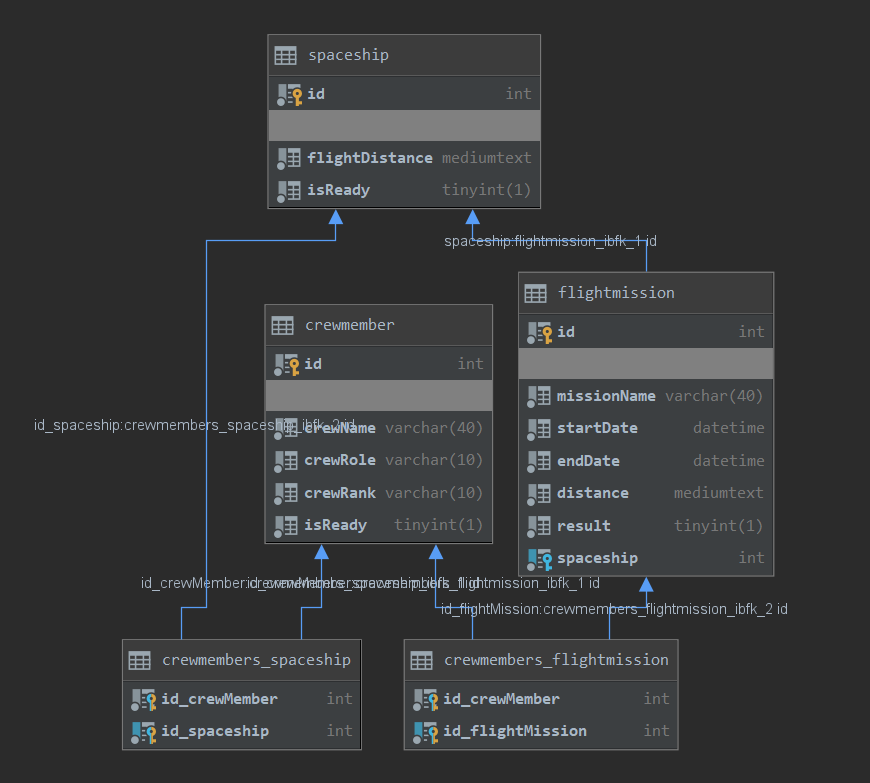 spaceship
id int
flightDistance mediumtext
isReady tinyint(1)
spaceship:flightmission_ibfk_1 id
flightmission
id int
missionName varchar(40)
startDate datetime
endDate datetime
distance mediumtext
result tinyint(1)
spaceship int
crewmember
id int
id_spaceship:crewmembers_spaceship_ibfk_2 id
crewName varchar(40)
crewRole varchar(10)
crewRank varchar(10)
isReady tinyint(1)
id_crewMember:crewmembers_spaceship_ibfk_1 id
id_crewMember:crewmembers_flightmission_ibfk_1 id
id_flightMission:crewmembers_flightmission_ibfk_2 id
crewmembers_spaceship
id_crewMember int
id_spaceship int
crewmembers_flightmission
id_crewMember int
id_flightMission int